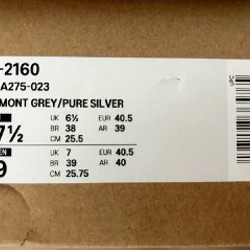 -2160
A275-023
MONT GREY/PURE SILVER
7½ UK 6½ EUR 40.5
BR 38 AR 39
CM 25.5
9 UK 7 EUR 40.5
BR 39 AR 40
CM 25.75
UPC